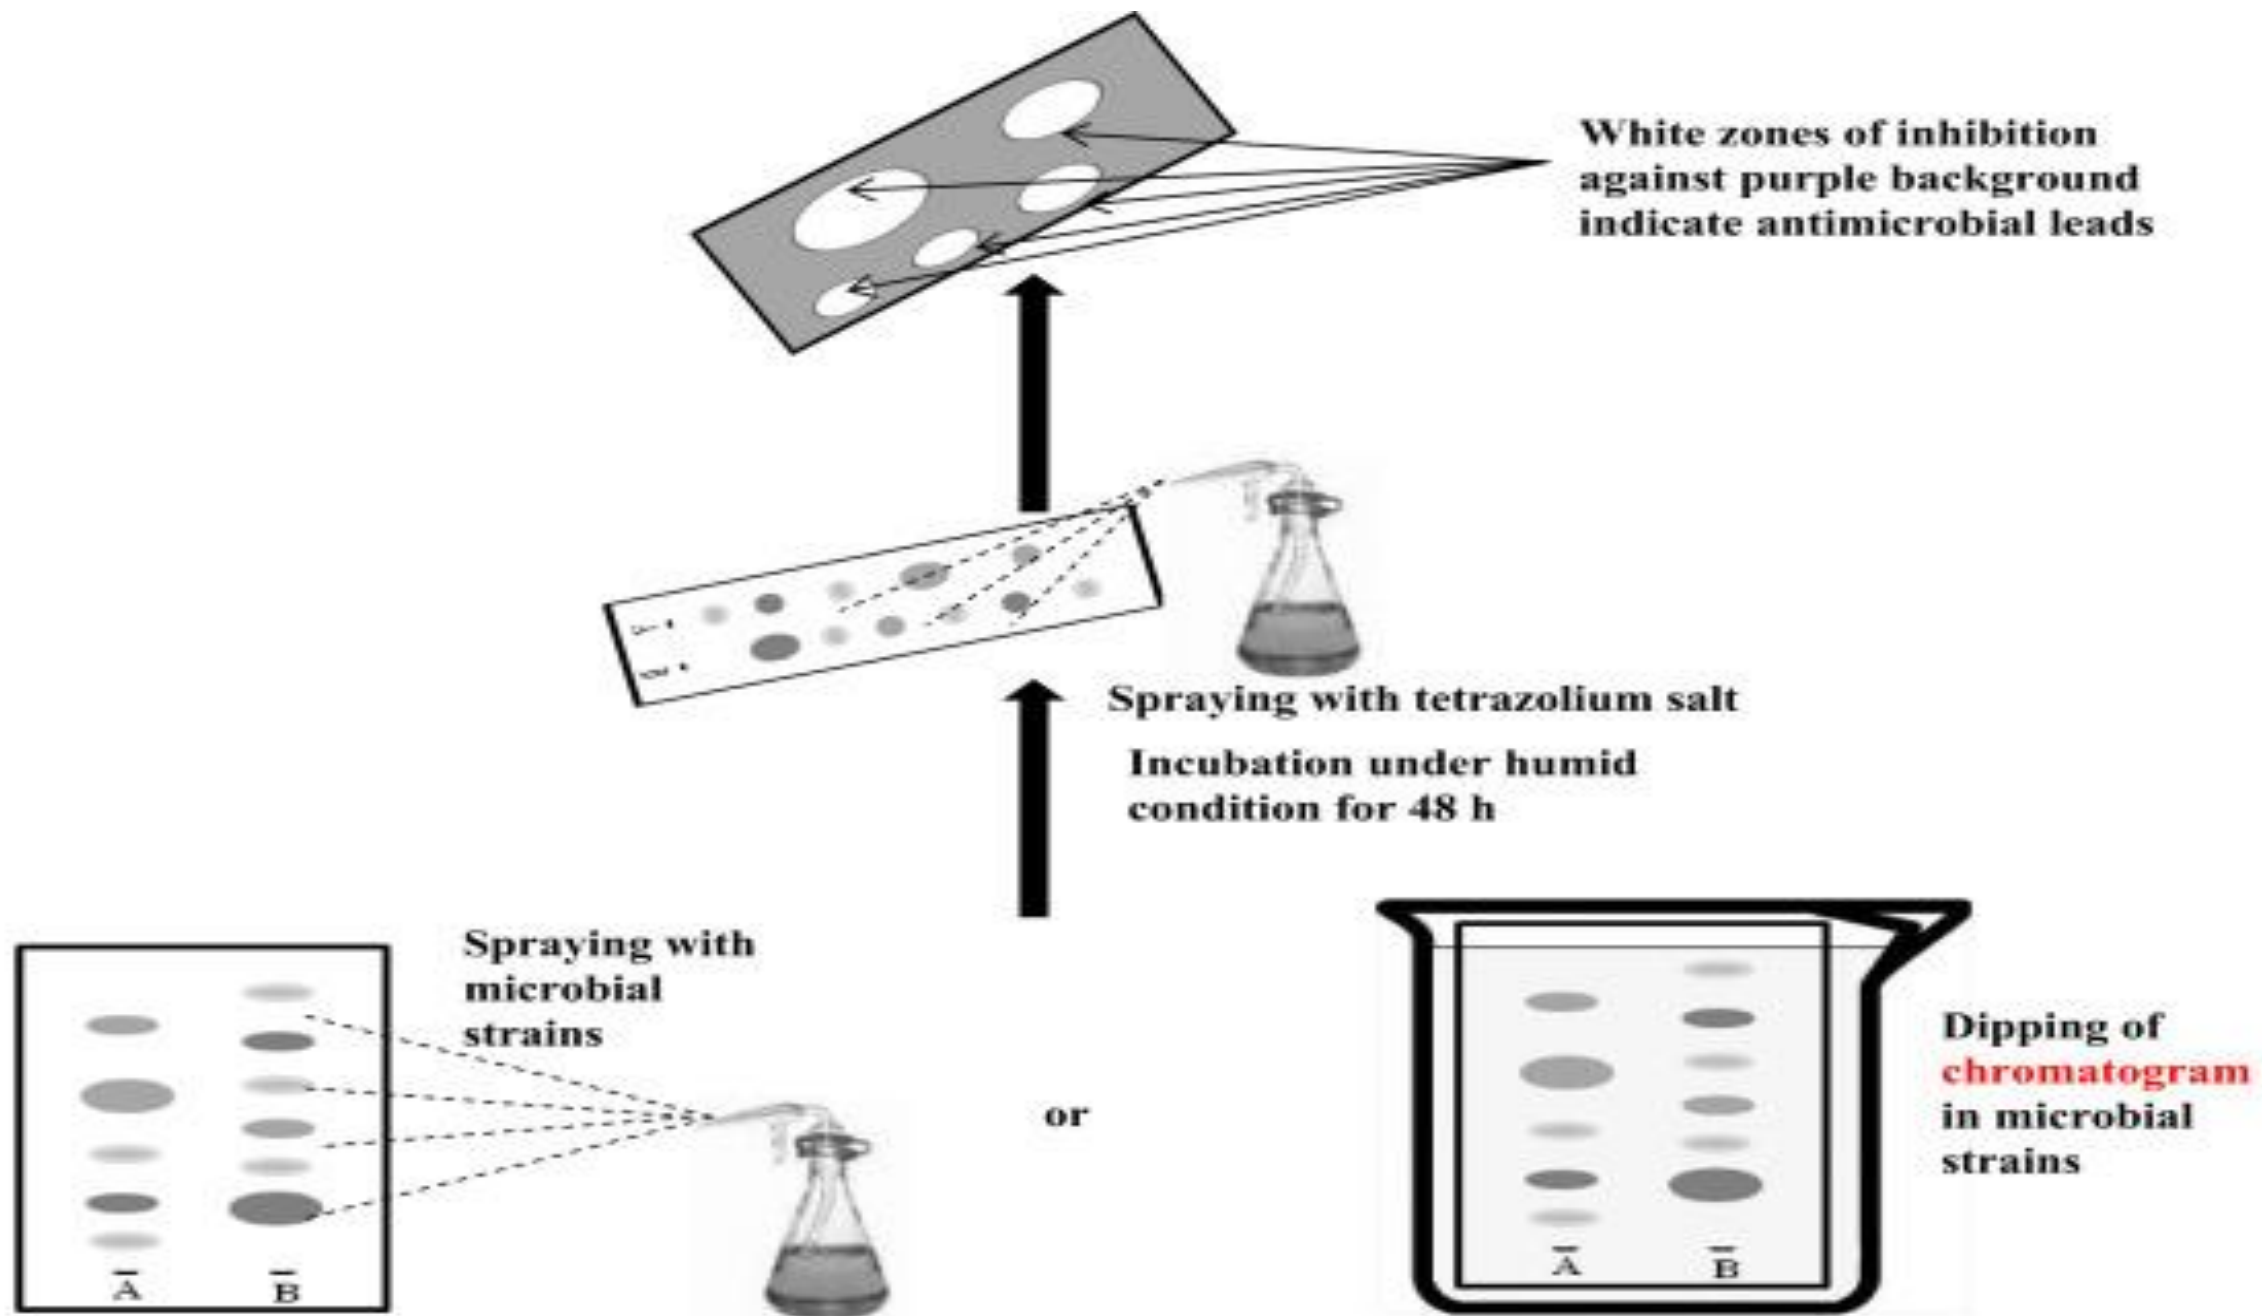 White zones of inhibition
against purple background
indicate antimicrobial leads
Spraying with tetrazolium salt
Incubation under humid
condition for 48 h
Spraying with
microbial
strains
or
Dipping of
chromatogram
in microbial
strains
A B
A B